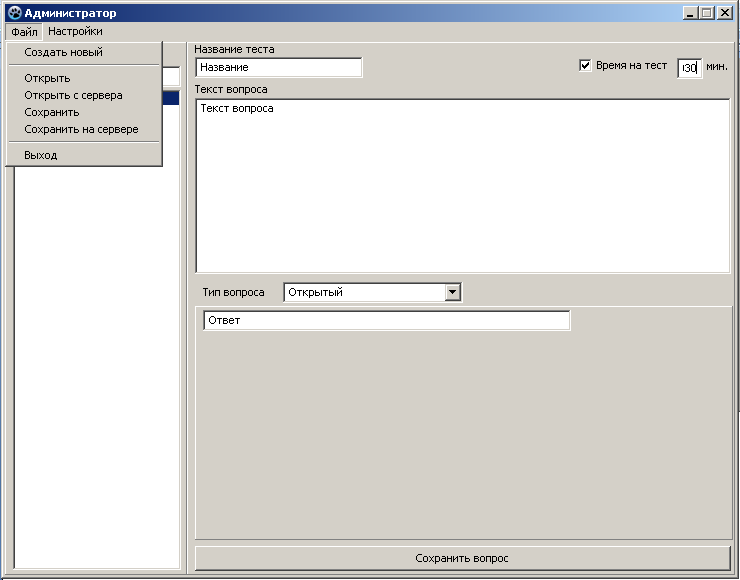 Администратор
Файл Настройки
Создать новый
Открыть
Открыть с сервера
Сохранить
Сохранить на сервере
Выход
Название теста
Название
Время на тест 30 мин.
Текст вопроса
Текст вопроса
Тип вопроса Открытый
Ответ
Сохранить вопрос